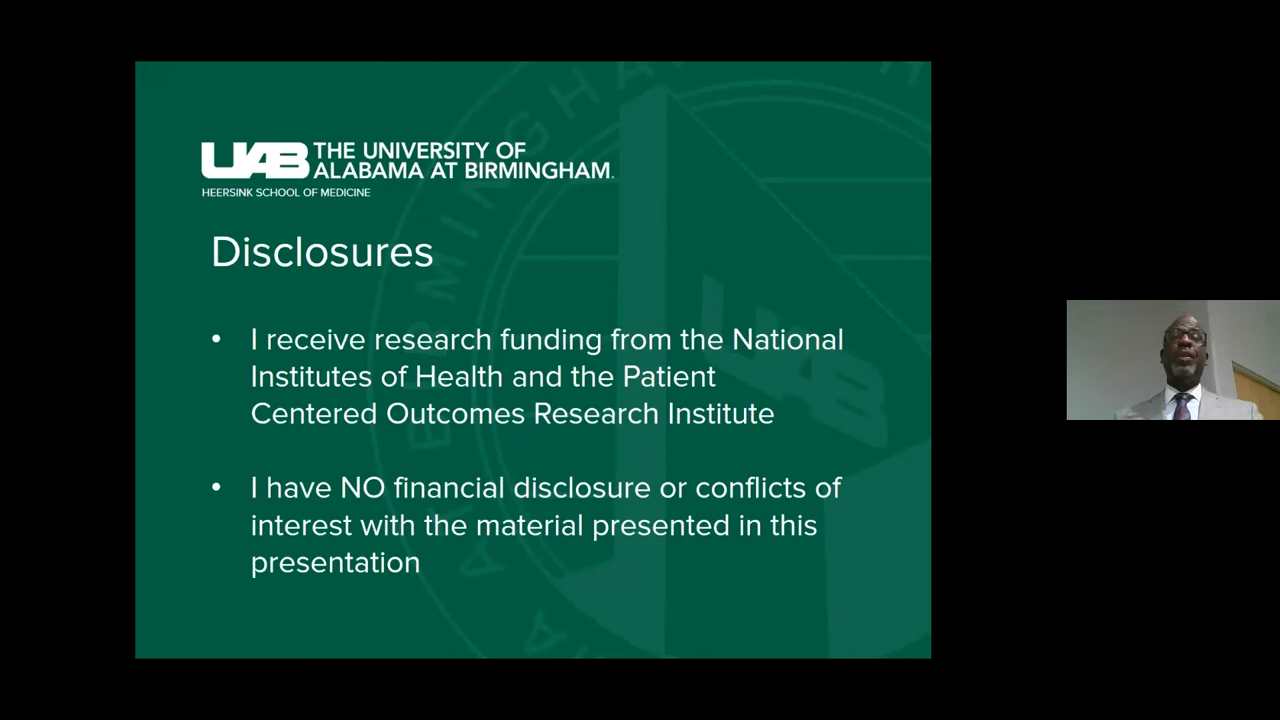 UAB THE UNIVERSITY OF
ALABAMA AT BIRMINGHAM.
HEERSINK SCHOOL OF MEDICINE
Disclosures
• I receive research funding from the National
Institutes of Health and the Patient
Centered Outcomes Research Institute
• I have NO financial disclosure or conflicts of
interest with the material presented in this
presentation